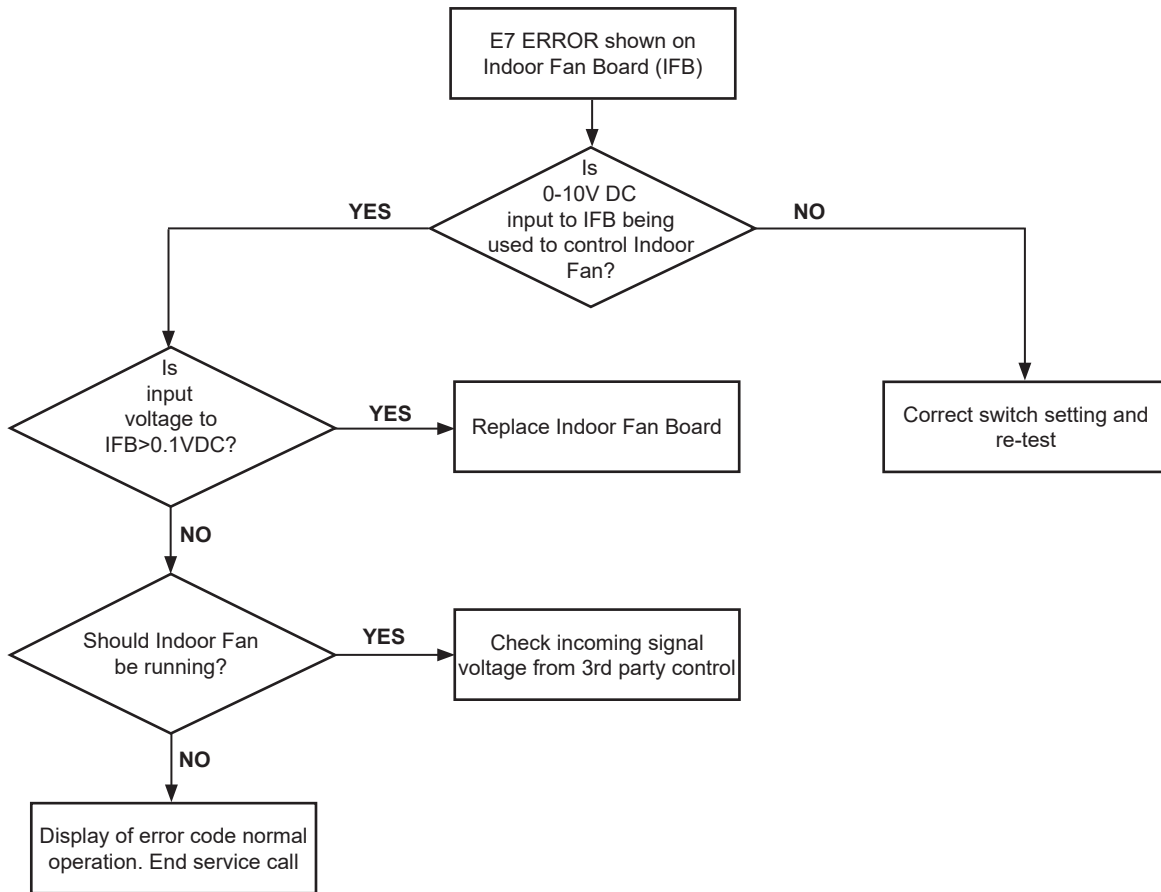 E7 ERROR shown on
Indoor Fan Board (IFB)
Is
0-10V DC
input to IFB being
used to control Indoor
Fan?
YES
NO
Is
input
voltage to
IFB>0.1VDC?
YES
Replace Indoor Fan Board
Correct switch setting and
re-test
NO
Should Indoor Fan
be running?
YES
Check incoming signal
voltage from 3rd party control
NO
Display of error code normal
operation. End service call